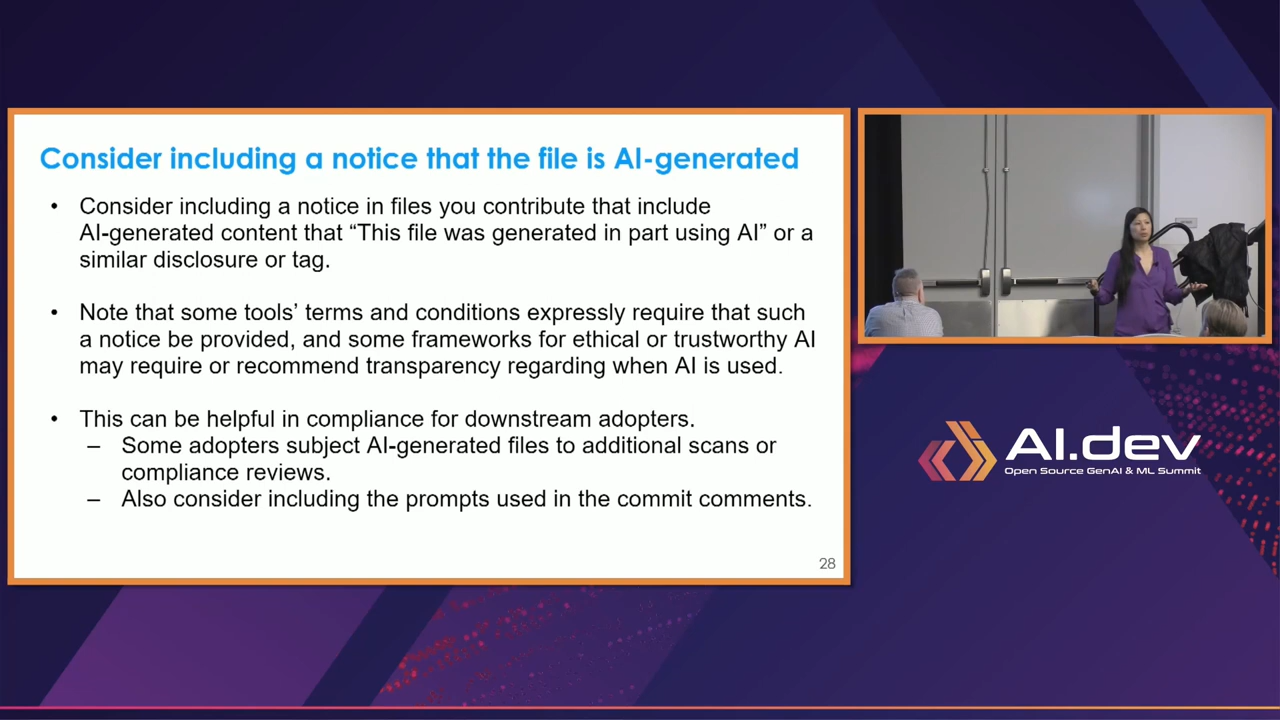 Consider including a notice that the file is AI-generated
• Consider including a notice in files you contribute that include
AI-generated content that “This file was generated in part using AI” or a
similar disclosure or tag.
• Note that some tools’ terms and conditions expressly require that such
a notice be provided, and some frameworks for ethical or trustworthy AI
may require or recommend transparency regarding when AI is used.
• This can be helpful in compliance for downstream adopters.
– Some adopters subject AI-generated files to additional scans or
compliance reviews.
– Also consider including the prompts used in the commit comments.
28
AI.dev
Open Source GenAI & ML Summit